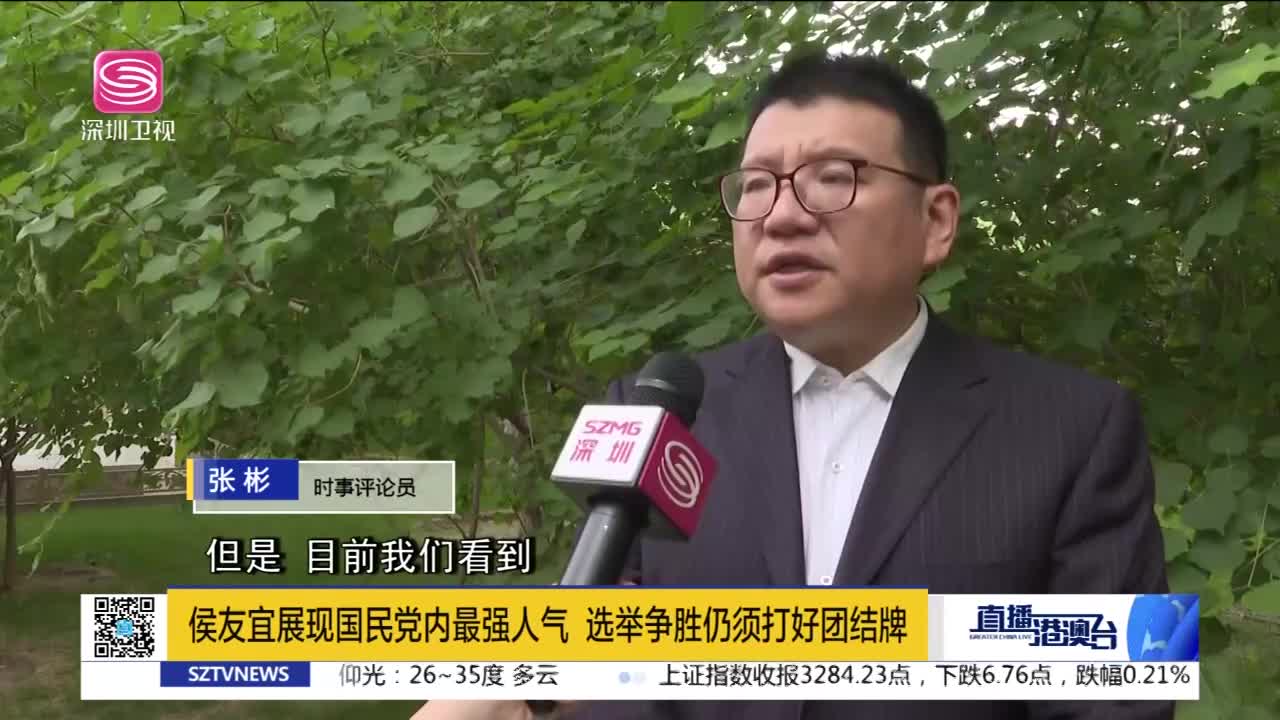 深圳卫视
SZMG
深圳
张彬
时事评论员
但是 目前我们看到
侯友宜展现国民党内最强人气 选举争胜仍须打好团结牌
直播港澳台
GREATER CHINA LIVE
SZTVNEWS
仰光：26~35度 多云
上证指数收报3284.23点，下跌6.76点，跌幅0.21%